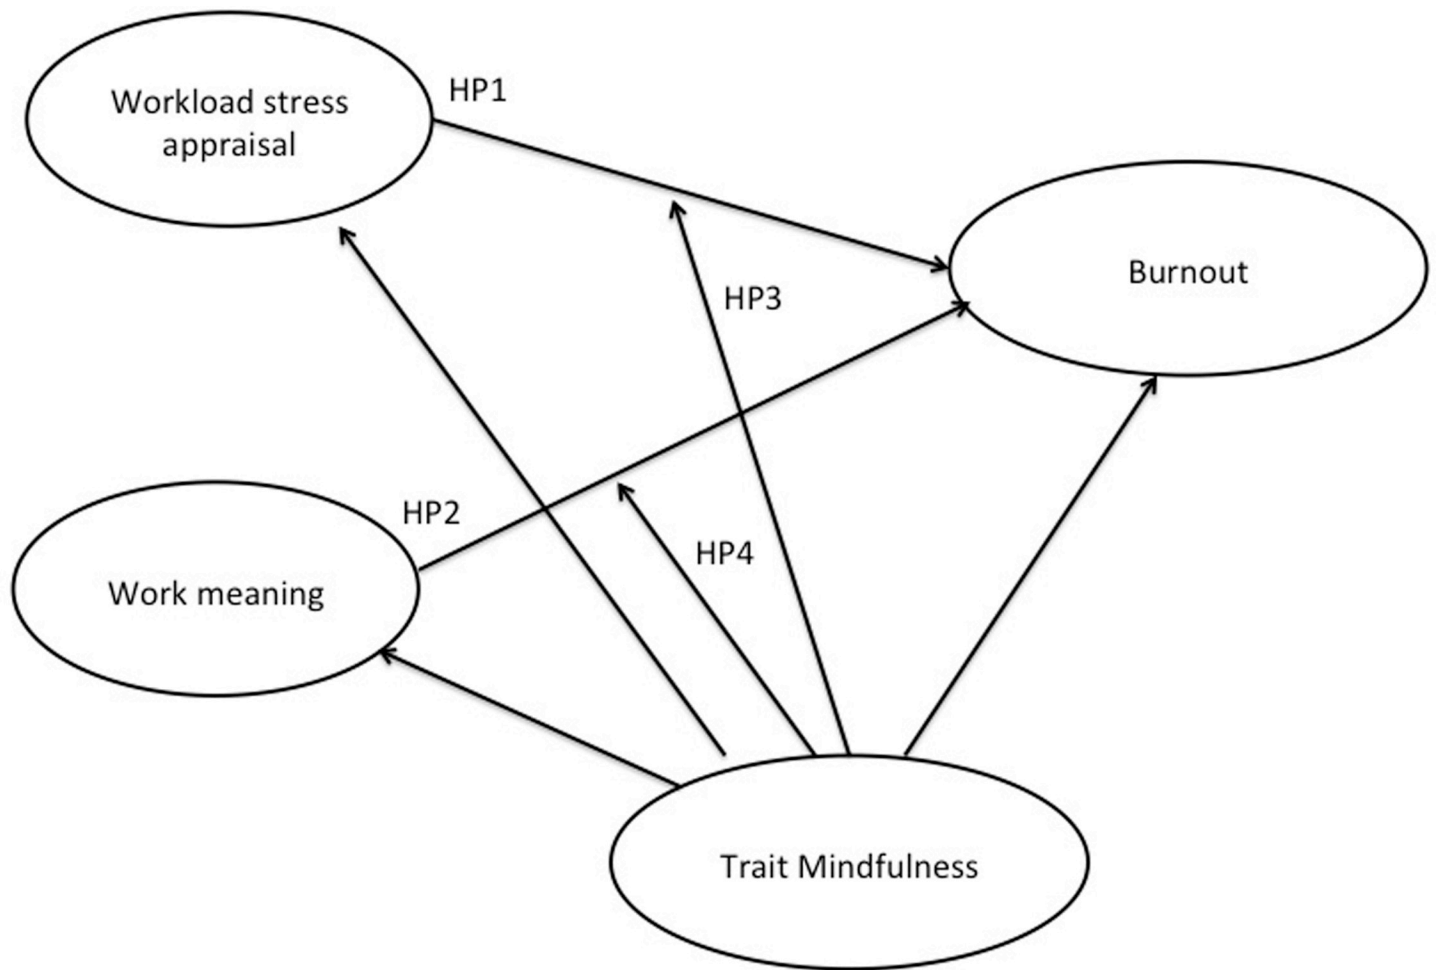 Workload stress
appraisal
HP1
Burnout
HP3
HP2
HP4
Work meaning
Trait Mindfulness